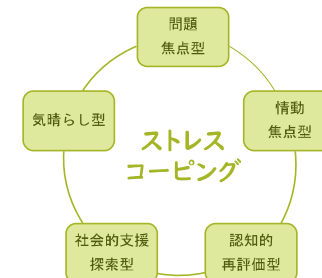 問題
焦点型
情動
焦点型
気晴らし型
ストレス
コーピング
社会的支援
探索型
認知的
再評価型